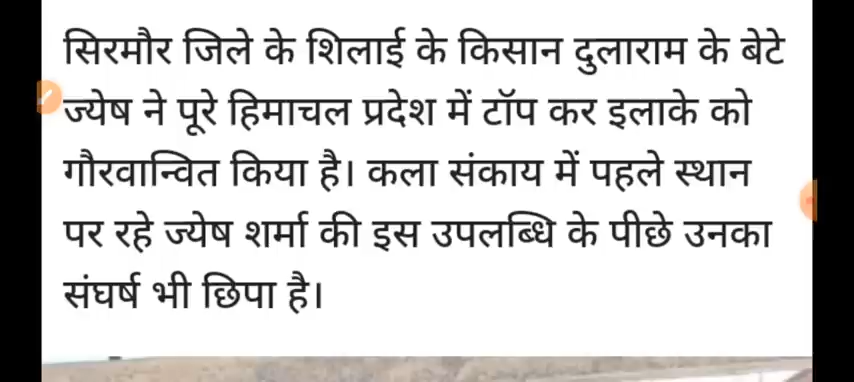 सिरमौर जिले के शिलाई के किसान दुलाराम के बेटे
ज्येष ने पूरे हिमाचल प्रदेश में टॉप कर इलाके को
गौरवान्वित किया है। कला संकाय में पहले स्थान
पर रहे ज्येष शर्मा की इस उपलब्धि के पीछे उनका
संघर्ष भी छिपा है।